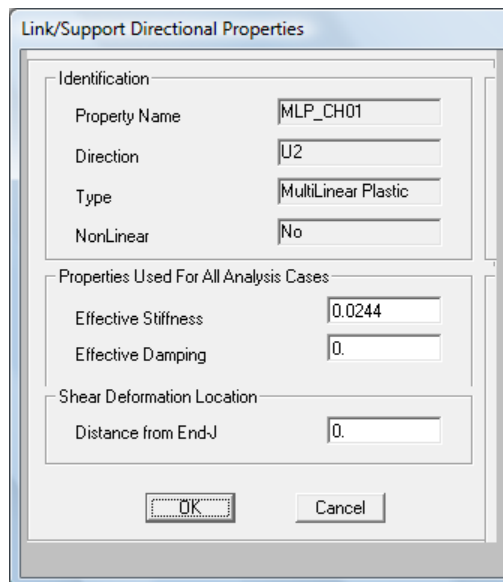 Link/Support Directional Properties
Identification
Property Name MLP_CH01
Direction U2
Type MultiLinear Plastic
NonLinear No
Properties Used For All Analysis Cases
Effective Stiffness 0.0244
Effective Damping 0.
Shear Deformation Location
Distance from End-J 0.
OK Cancel